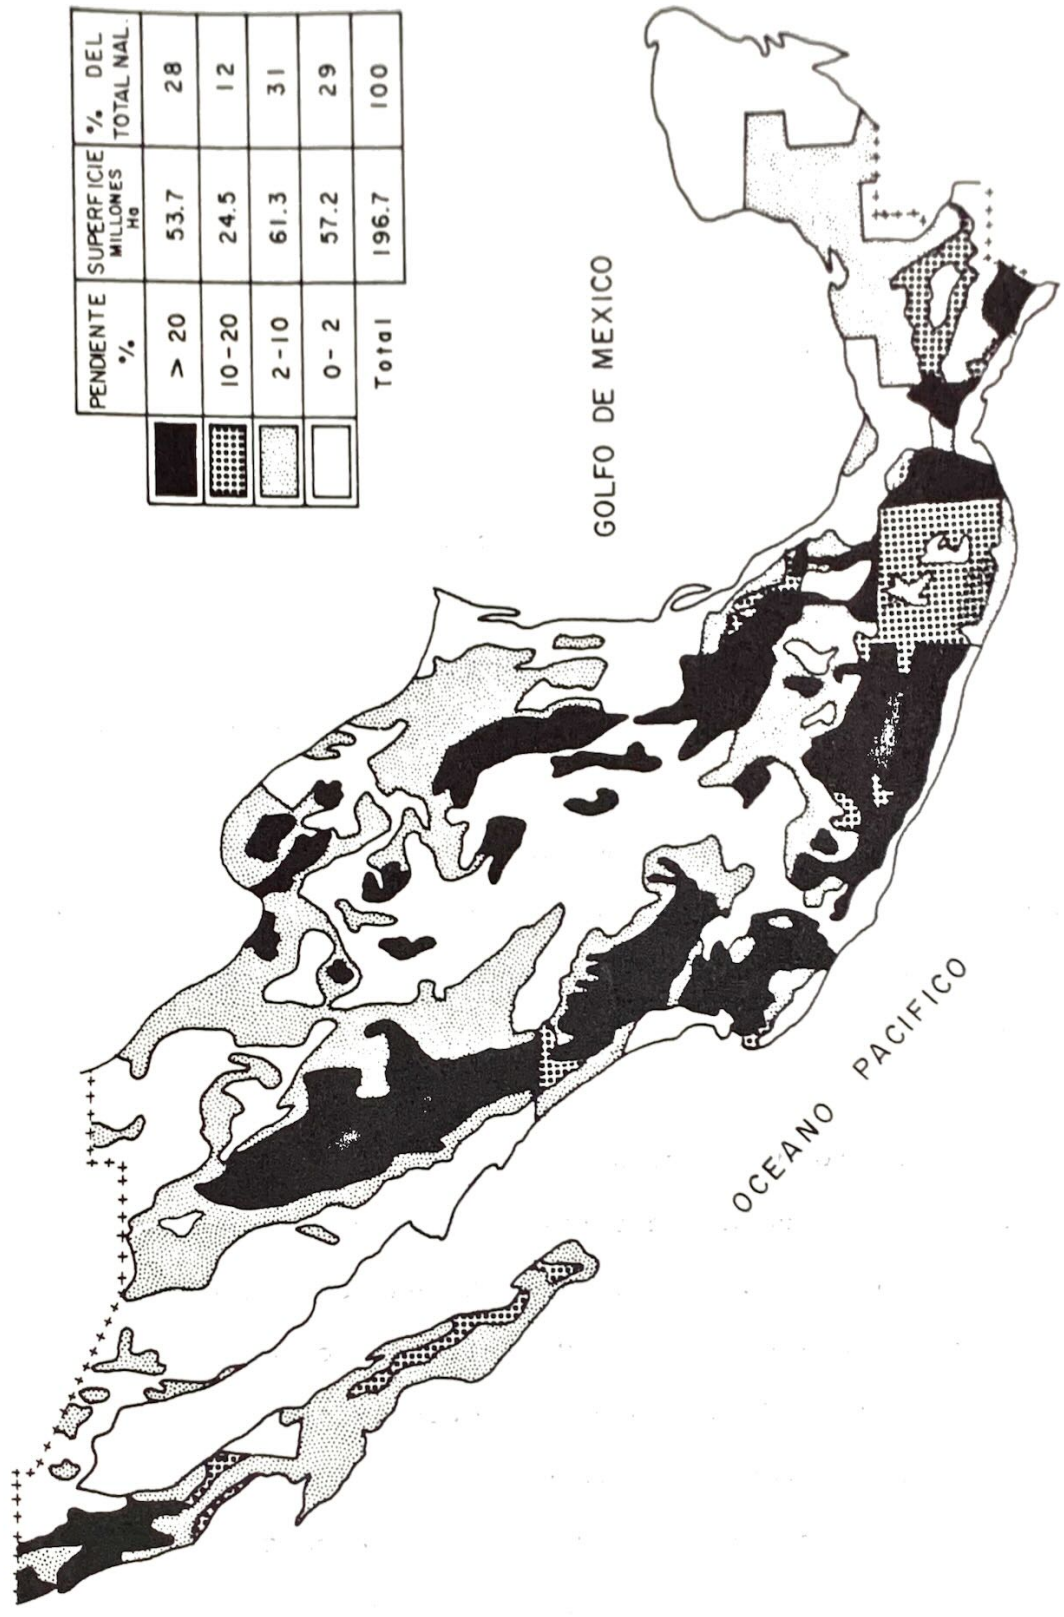 PENDIENTE % SUPERFICIE MILLONES Ha % DEL TOTAL NAL.
> 20 53.7 28
10-20 24.5 12
2-10 61.3 31
0-2 57.2 29
Total 196.7 100
GOLFO DE MEXICO
OCEANO PACIFICO